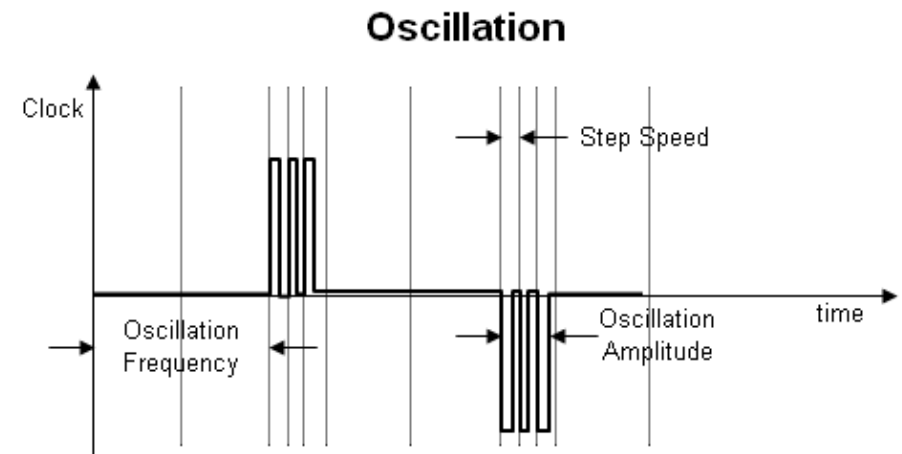 Oscillation
Clock
Step Speed
time
Oscillation
Frequency
Oscillation
Amplitude